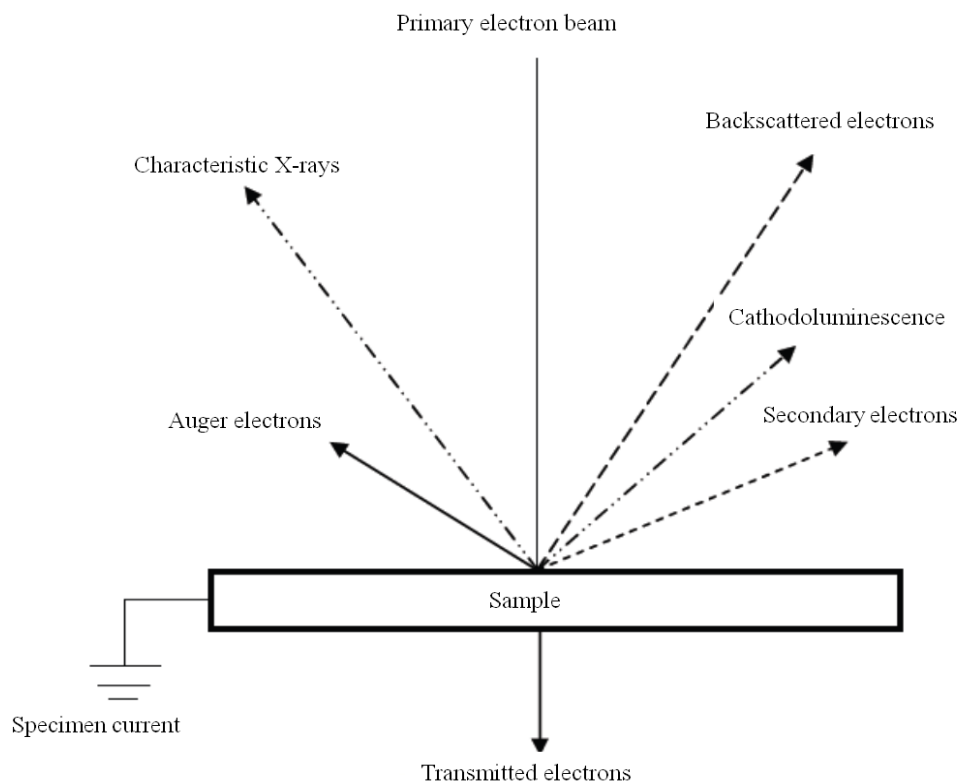 Primary electron beam
Backscattered electrons
Characteristic X-rays
Cathodoluminescence
Auger electrons
Secondary electrons
Sample
Specimen current
Transmitted electrons